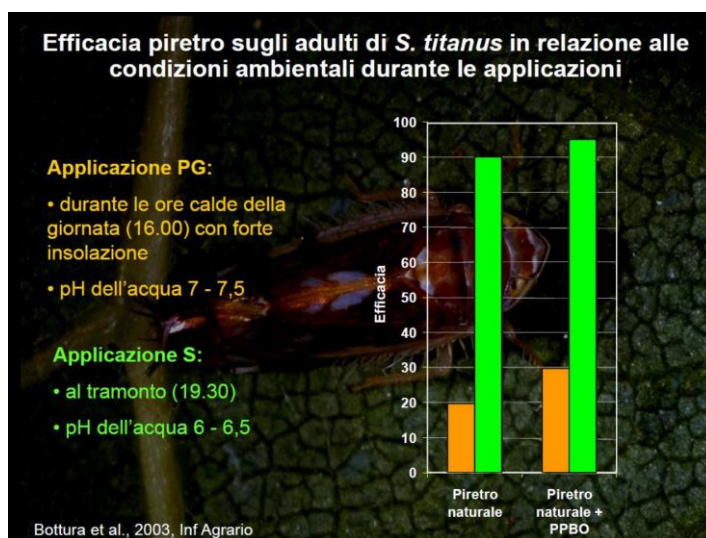 Efficacia piretro sugli adulti di S. titanus in relazione alle
condizioni ambientali durante le applicazioni
Applicazione PG:
• durante le ore calde della
giornata (16.00) con forte
insolazione
• pH dell'acqua 7 - 7,5
Applicazione S:
• al tramonto (19.30)
• pH dell'acqua 6 - 6,5
Efficacia
100
90
80
70
60
50
40
30
20
10
0
Piretro
naturale
Piretro
naturale +
PPBO
Bottura et al., 2003, Inf Agrario